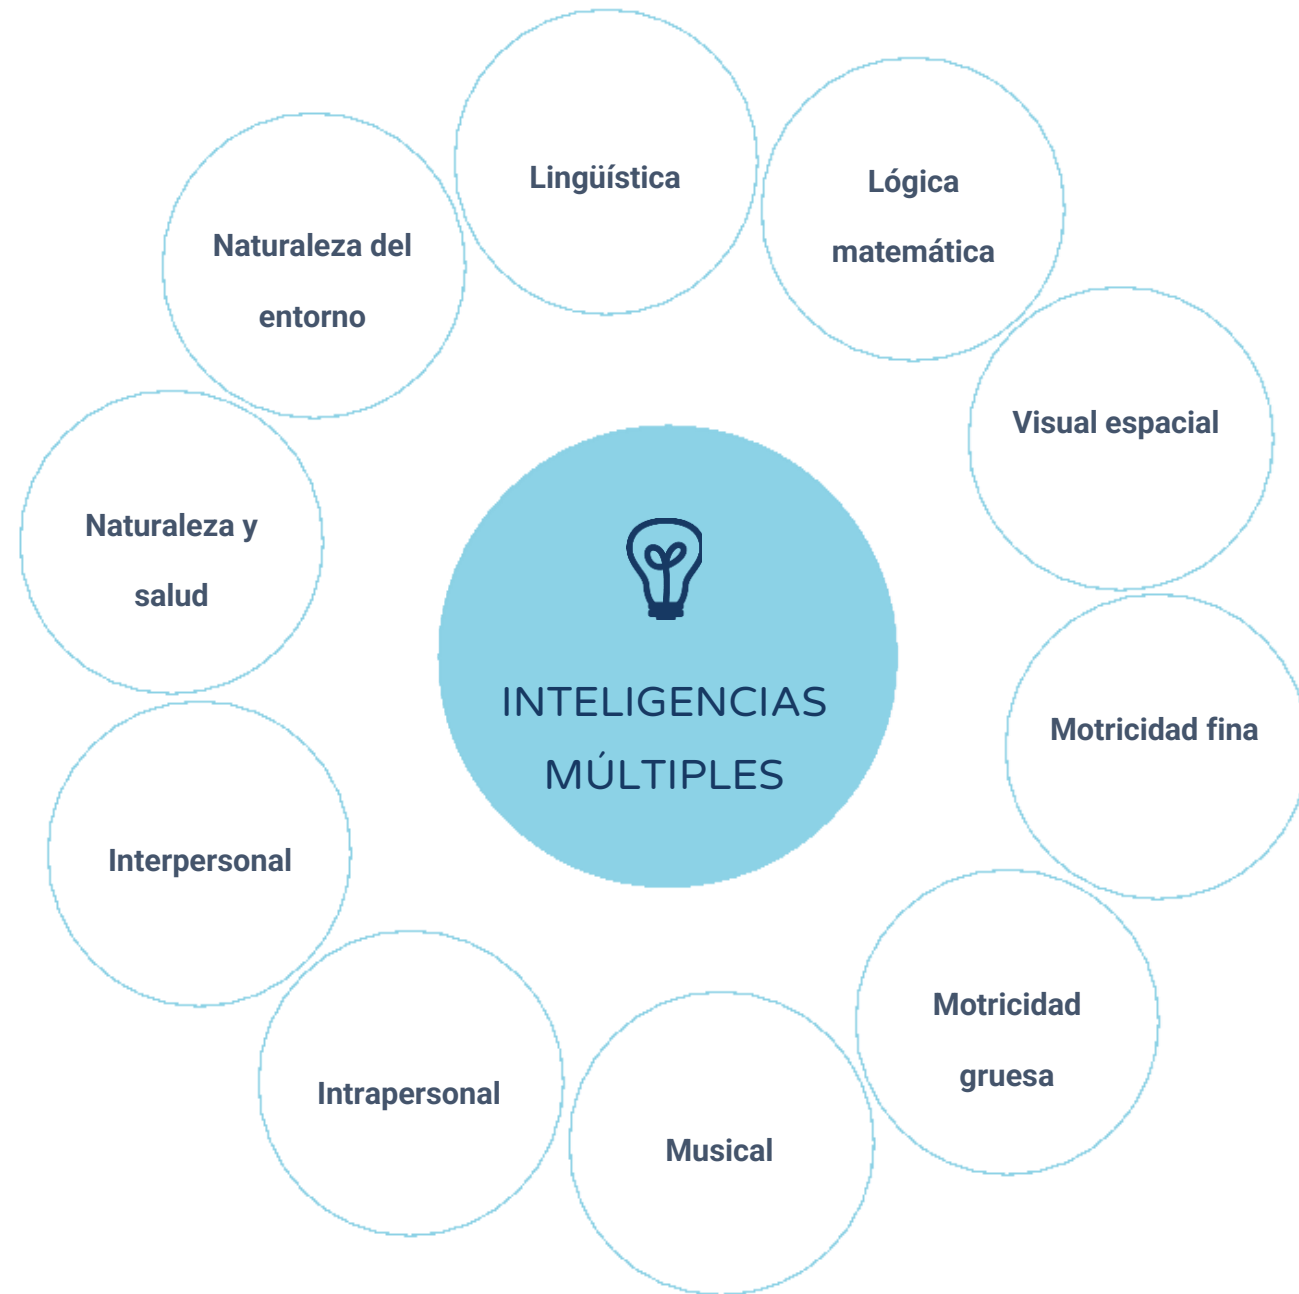 Lingüística
Lógica
matemática
Visual espacial
Motricidad fina
Motricidad
gruesa
Musical
Intrapersonal
Interpersonal
Naturaleza y
salud
Naturaleza del
entorno
INTELIGENCIAS
MÚLTIPLES